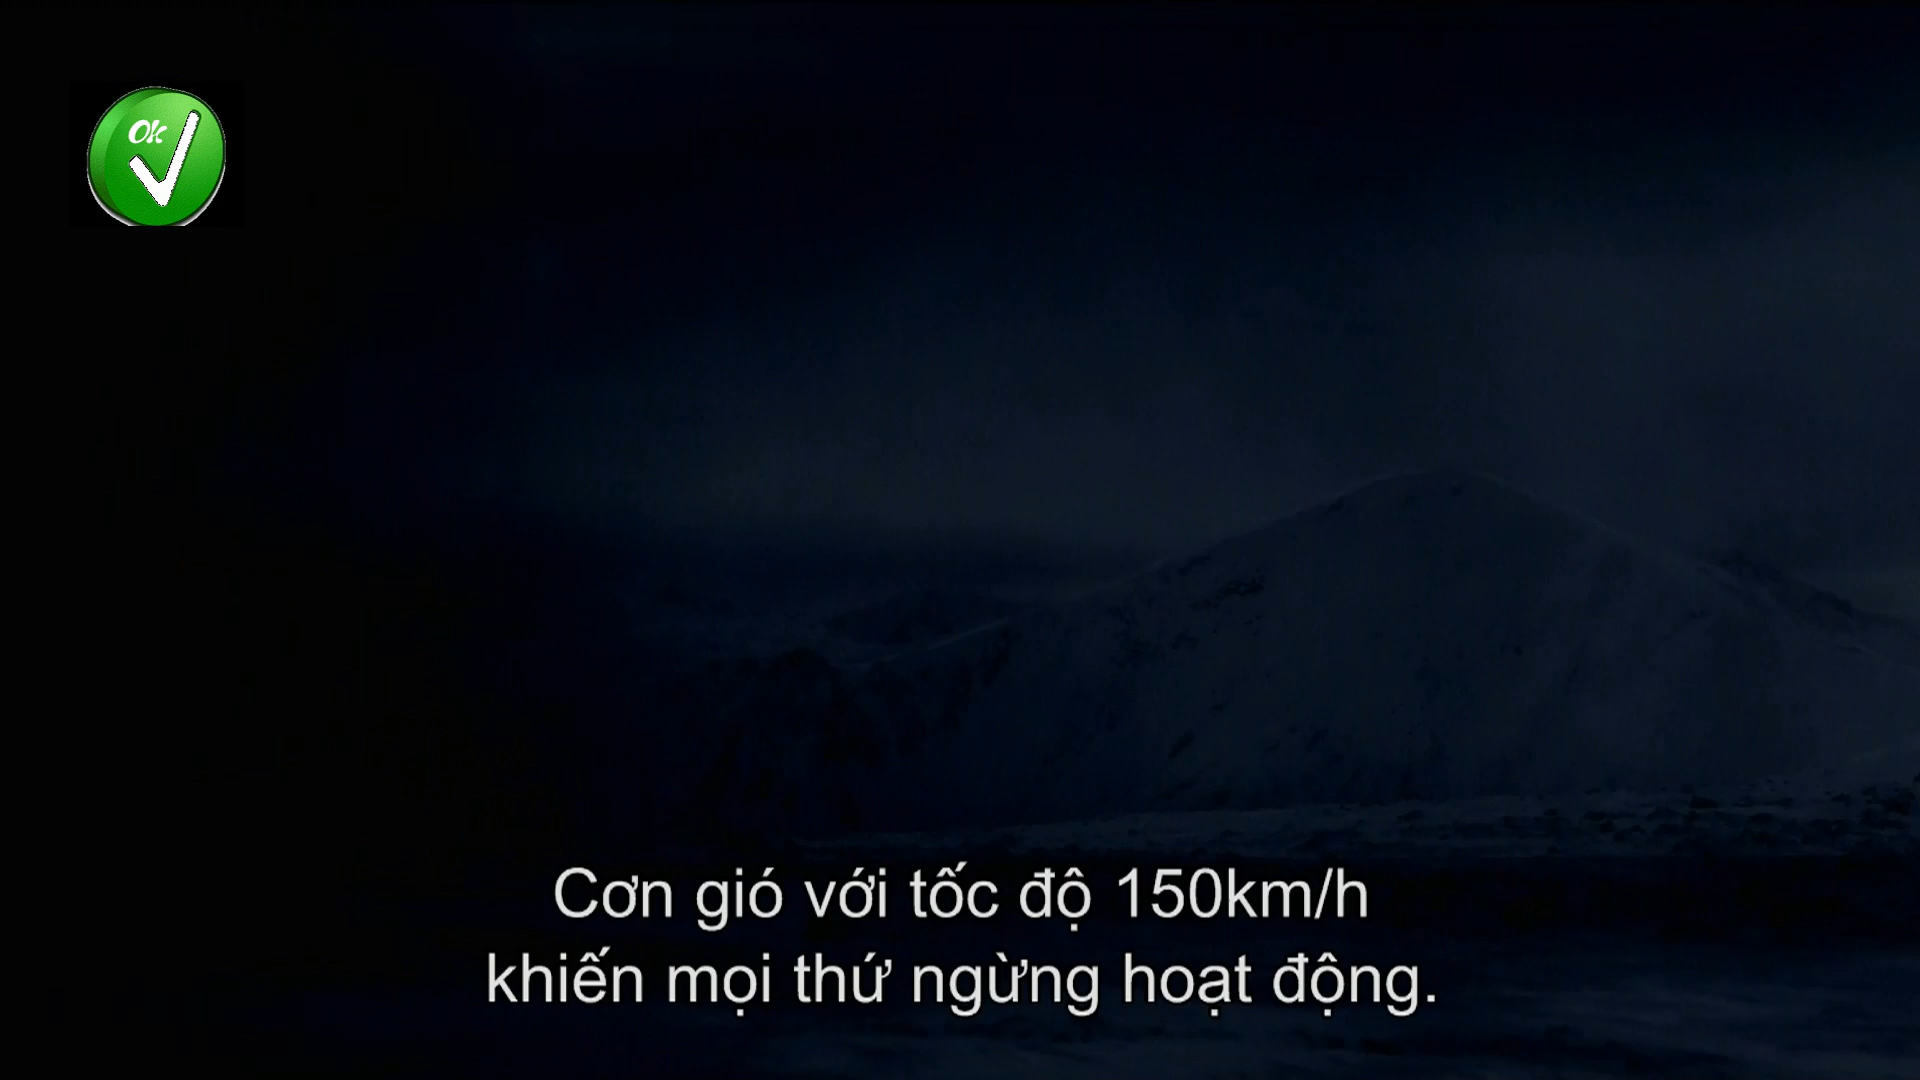 Ok
Cơn gió với tốc độ 150km/h
khiến mọi thứ ngừng hoạt động.